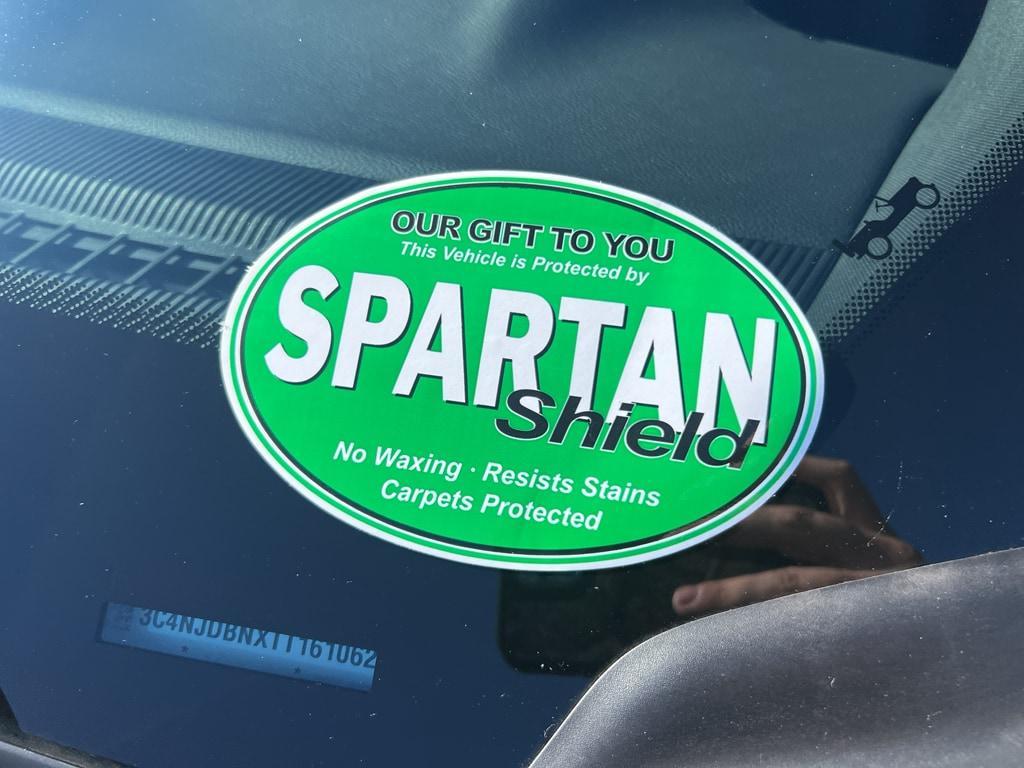 OUR GIFT TO YOU
This Vehicle is Protected by
SPARTAN
Shield
No Waxing · Resists Stains
Carpets Protected
3C4NJDBNXTT161062